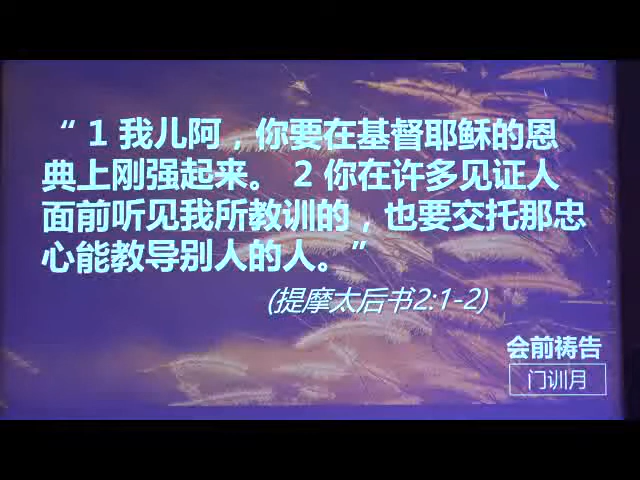 “ 1 我儿阿，你要在基督耶稣的恩
典上刚强起来。 2 你在许多见证人
面前听见我所教训的，也要交托那忠
心能教导别人的人。”
(提摩太后书2:1-2)
会前祷告
门训月